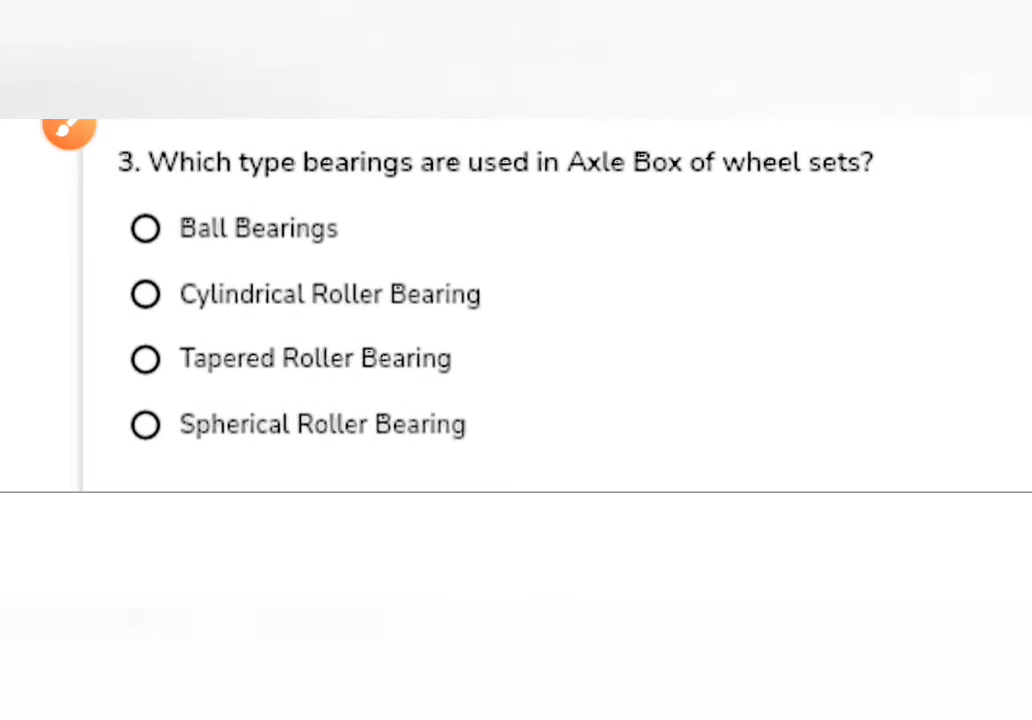 3. Which type bearings are used in Axle Box of wheel sets?
Ball Bearings
Cylindrical Roller Bearing
Tapered Roller Bearing
Spherical Roller Bearing